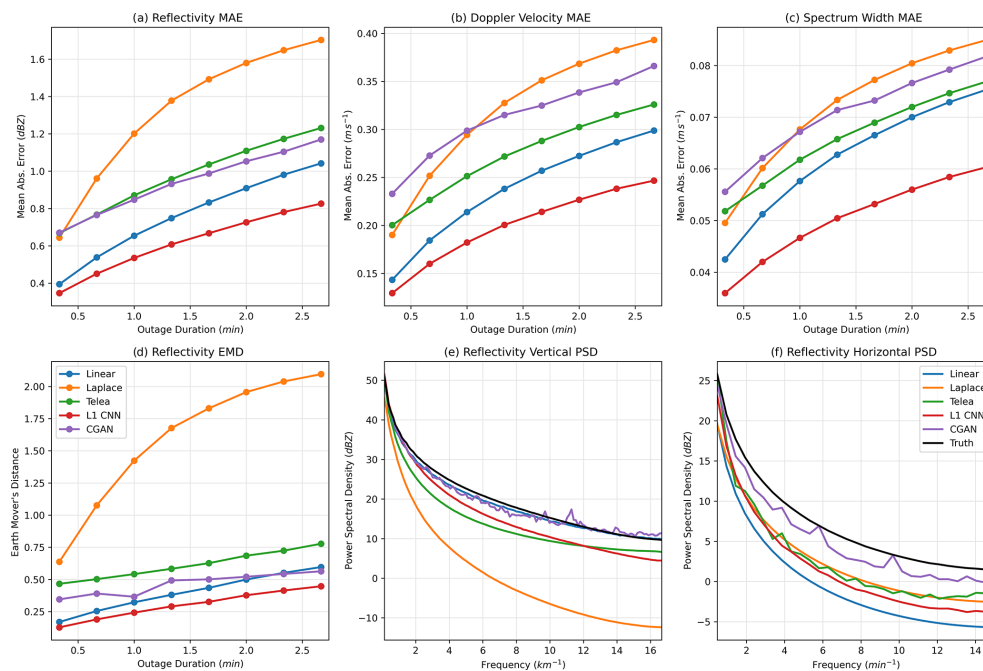 (a) Reflectivity MAE
Mean Abs. Error (dBZ)
1.6
1.4
1.2
1.0
0.8
0.6
0.4
0.5
1.0
1.5
2.0
2.5
Outage Duration (min)
(b) Doppler Velocity MAE
Mean Abs. Error (ms⁻¹)
0.40
0.35
0.30
0.25
0.20
0.15
0.5
1.0
1.5
2.0
2.5
Outage Duration (min)
(c) Spectrum Width MAE
Mean Abs. Error (ms⁻¹)
0.08
0.07
0.06
0.05
0.04
0.5
1.0
1.5
2.0
2.5
Outage Duration (min)
(d) Reflectivity EMD
Earth Mover's Distance
2.00
1.75
1.50
1.25
1.00
0.75
0.50
0.25
Linear
Laplace
Telea
L1 CNN
CGAN
0.5
1.0
1.5
2.0
2.5
Outage Duration (min)
(e) Reflectivity Vertical PSD
Power Spectral Density (dBZ)
50
40
30
20
10
0
−10
2
4
6
8
10
12
14
16
Frequency (km⁻¹)
(f) Reflectivity Horizontal PSD
Power Spectral Density (dBZ)
25
20
15
10
5
0
−5
Linear
Laplace
Telea
L1 CNN
CGAN
Truth
2
4
6
8
10
12
14
Frequency (km⁻¹)